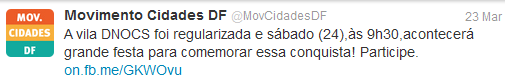 MOV.
CIDADES
DF
Movimento Cidades DF @MovCidadesDF 23 Mar
A vila DNOCS foi regularizada e sábado (24),às 9h30,acontecerá
grande festa para comemorar essa conquista! Participe.
on.fb.me/GKWOvu